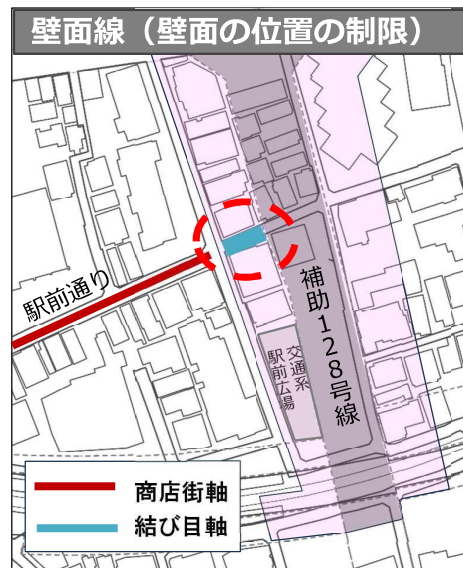 壁面線（壁面の位置の制限）
駅前通り
補助128号線
交通系
駅前広場
商店街軸
結び目軸